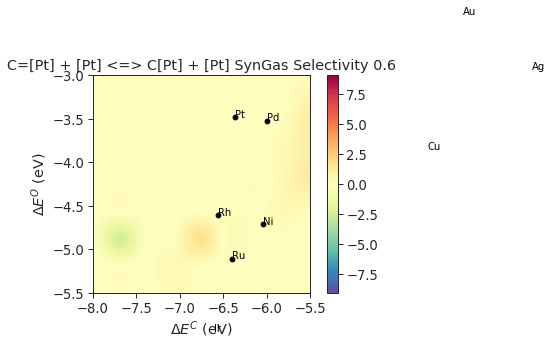 Au
C=[Pt] + [Pt] <=> C[Pt] + [Pt] SynGas Selectivity 0.6
Ag
−3.0
Pt
Pd
7.5
−3.5
5.0
Cu
−4.0
2.5
ΔE^O (eV)
0.0
−4.5
Rh
Ni
−2.5
−5.0
Ru
−5.0
−7.5
−5.5
−8.0 −7.5 −7.0 −6.5 −6.0 −5.5
ΔE^C (eV)
Ir